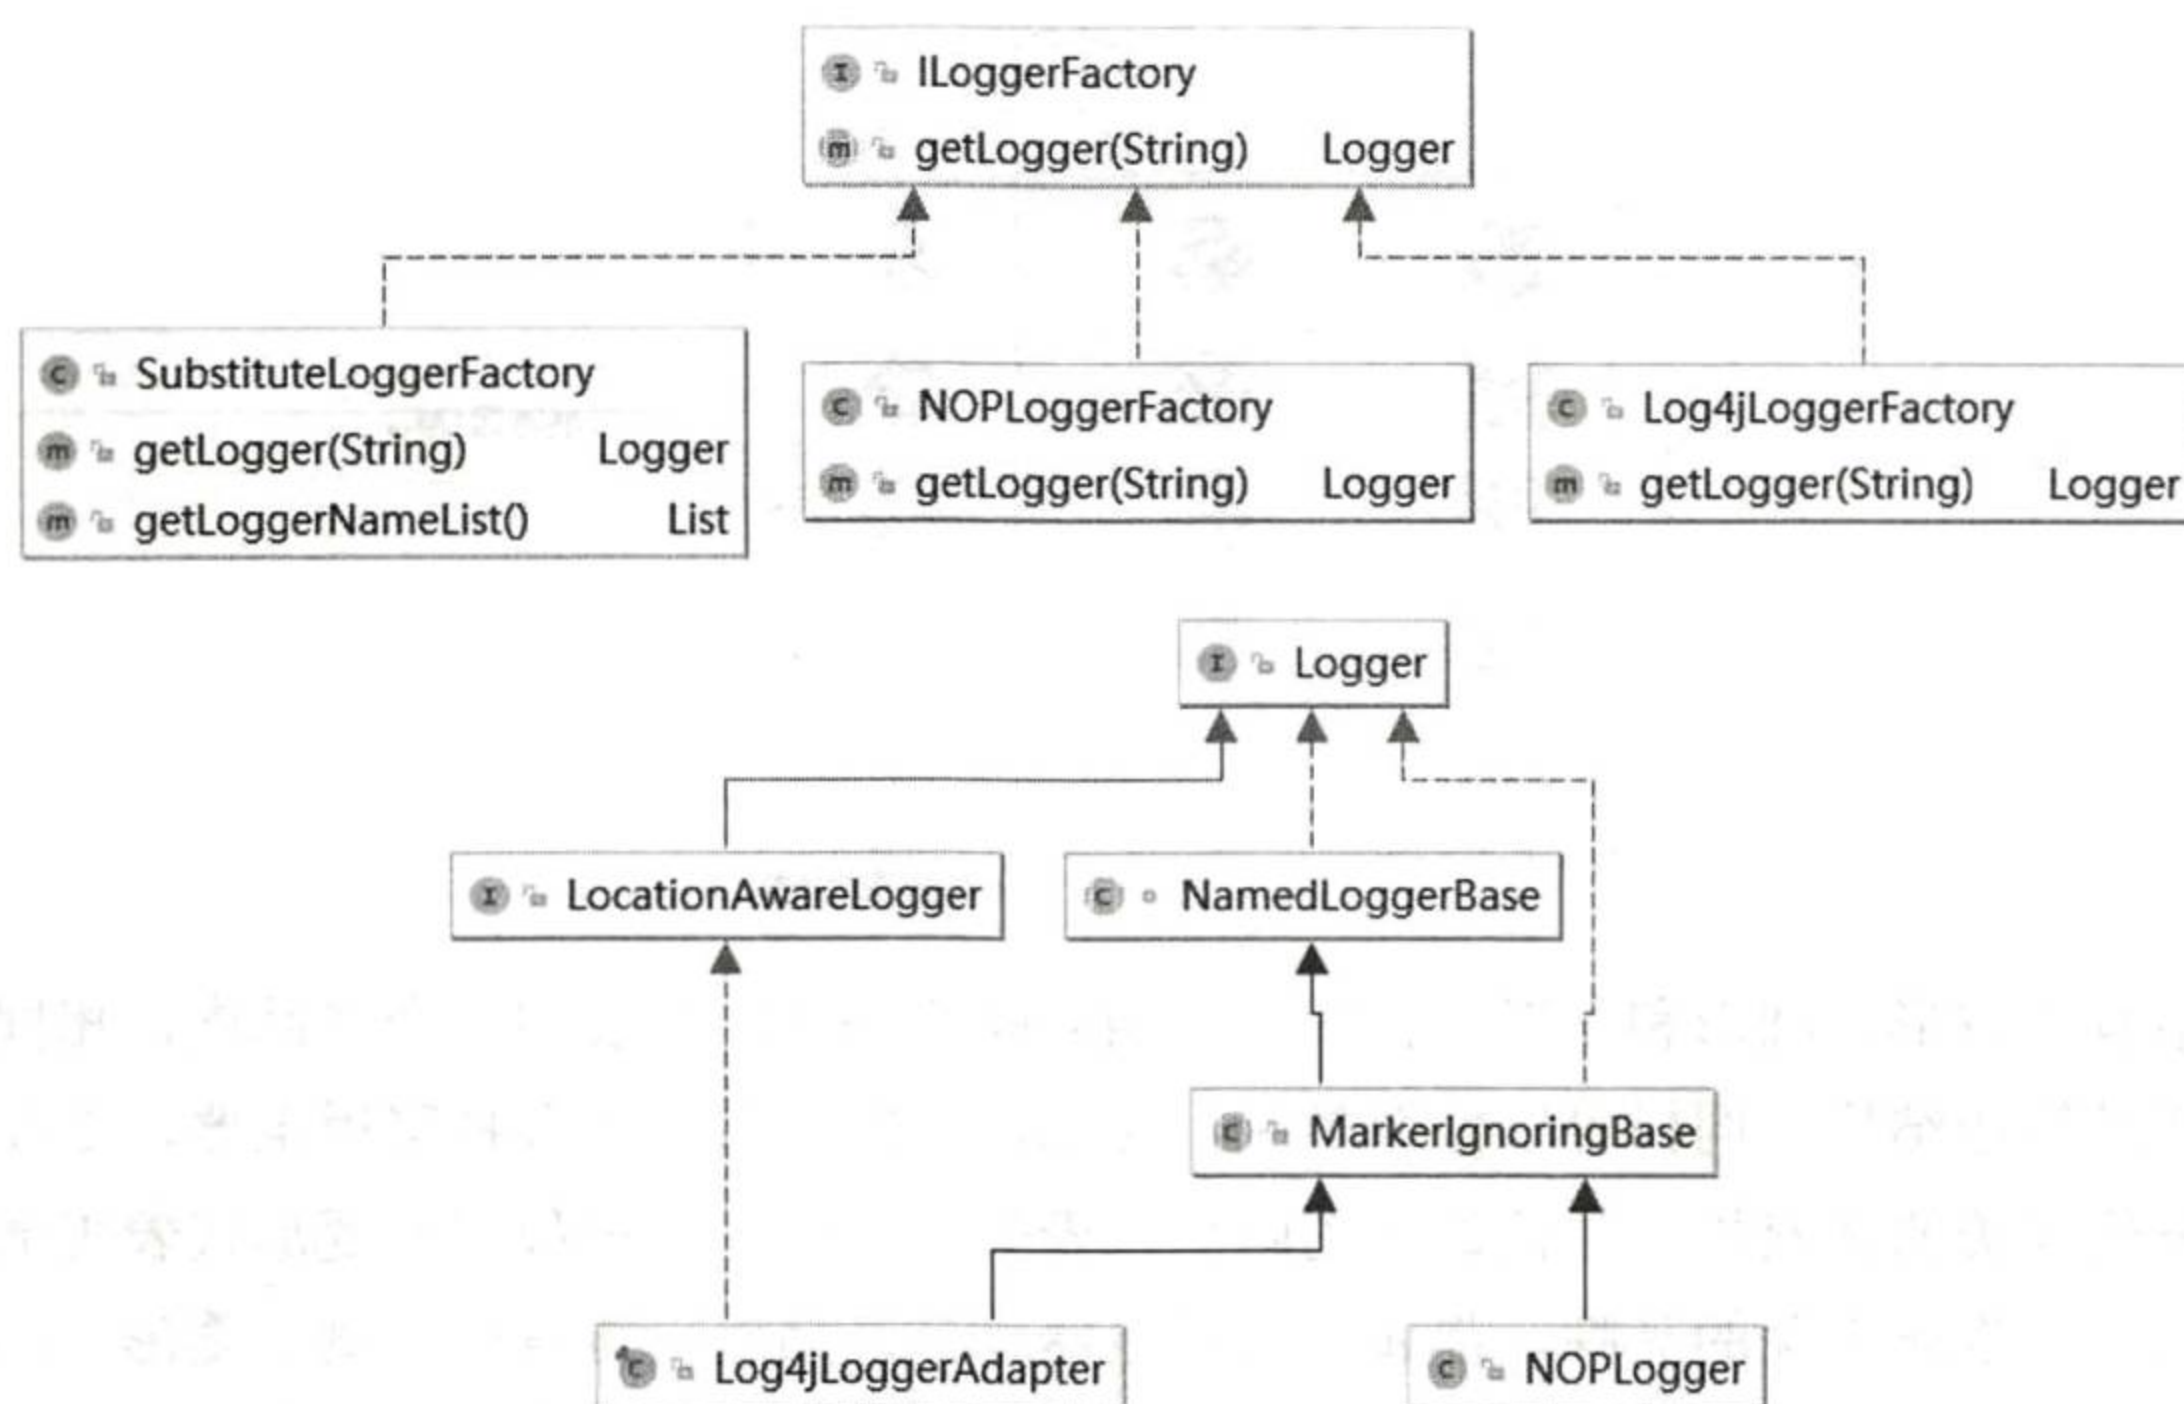 ILoggerFactory
getLogger(String) Logger
SubstituteLoggerFactory
getLogger(String) Logger
getLoggerNameList() List
NOPLoggerFactory
getLogger(String) Logger
Log4jLoggerFactory
getLogger(String) Logger
Logger
LocationAwareLogger
NamedLoggerBase
MarkerIgnoringBase
Log4jLoggerAdapter
NOPLogger